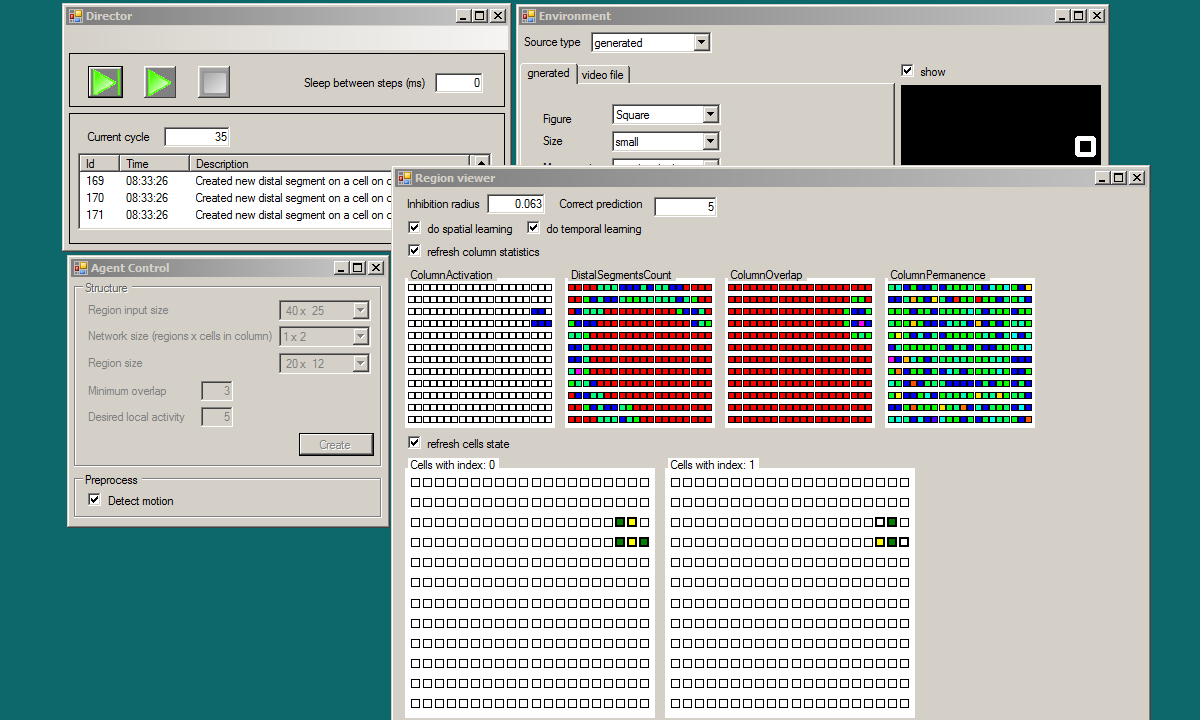 Director
Sleep between steps (ms) 0
Current cycle 35
Id Time Description
169 08:33:26 Created new distal segment on a cell on c
170 08:33:26 Created new distal segment on a cell on c
171 08:33:26 Created new distal segment on a cell on c
Environment
Source type generated
gnerated video file
show
Figure Square
Size small
Agent Control
Structure
Region input size 40 x 25
Network size (regions x cells in column) 1 x 2
Region size 20 x 12
Minimum overlap 3
Desired local activity 5
Create
Preprocess
Detect motion
Region viewer
Inhibition radius 0.063 Correct prediction 5
do spatial learning do temporal learning
refresh column statistics
ColumnActivation DistalSegmentsCount ColumnOverlap ColumnPermanence
refresh cells state
Cells with index: 0 Cells with index: 1